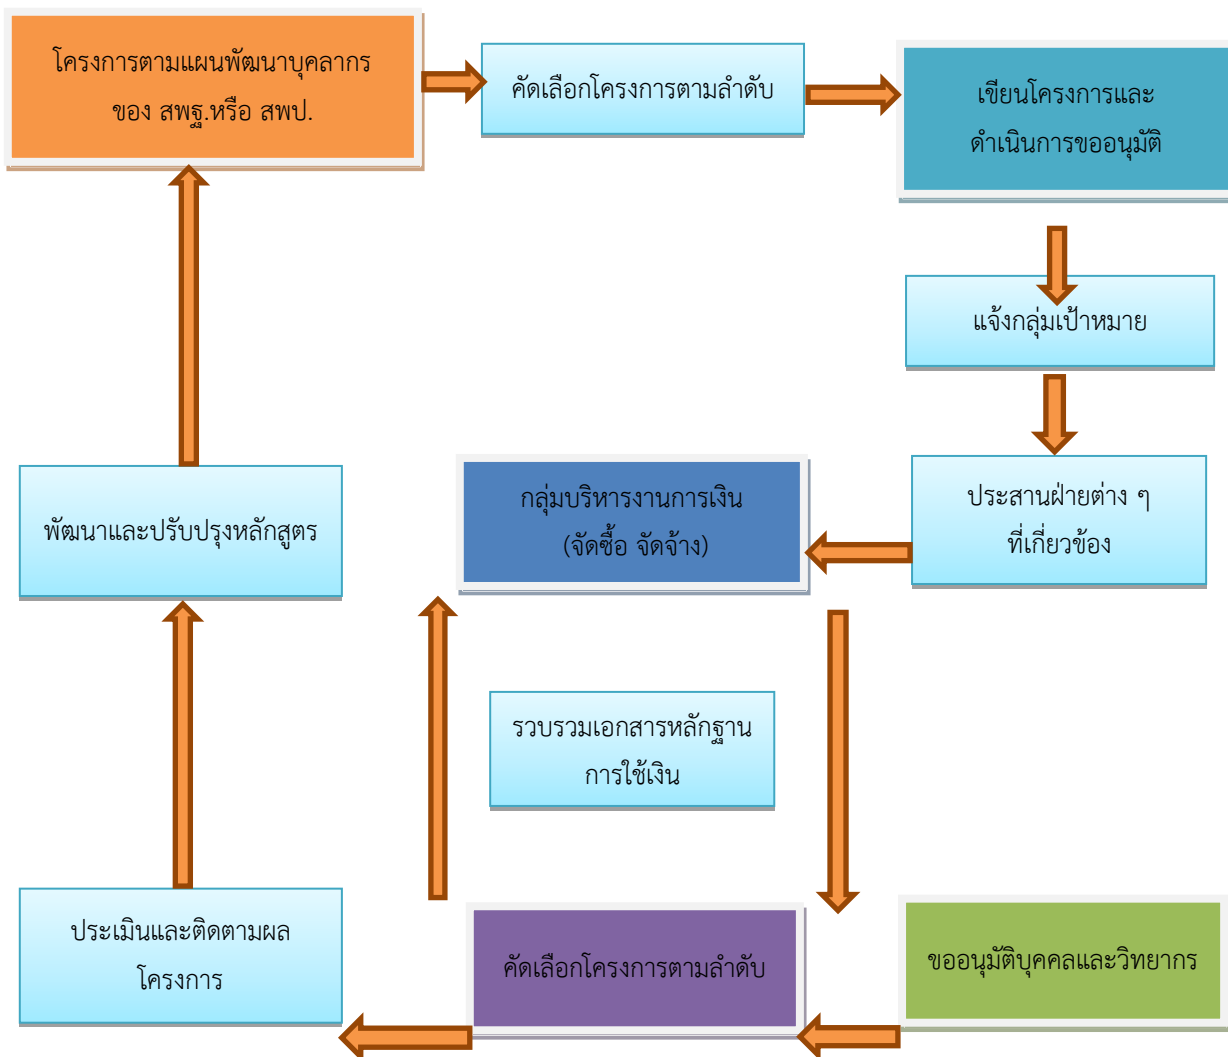 โครงการตามแผนพัฒนาบุคลากร
ของ สพฐ.หรือ สพป.
คัดเลือกโครงการตามลำดับ
เขียนโครงการและ
ดำเนินการขออนุมัติ
แจ้งกลุ่มเป้าหมาย
ประสานฝ่ายต่าง ๆ
ที่เกี่ยวข้อง
กลุ่มบริหารงานการเงิน
(จัดซื้อ จัดจ้าง)
พัฒนาและปรับปรุงหลักสูตร
รวบรวมเอกสารหลักฐาน
การใช้เงิน
ประเมินและติดตามผล
โครงการ
คัดเลือกโครงการตามลำดับ
ขออนุมัติบุคคลและวิทยากร